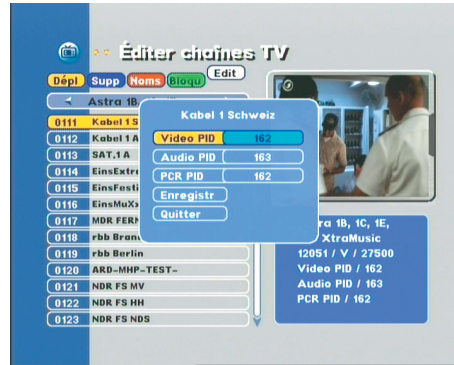 Éditer chaînes TV
Dépl Supp Noms Bloqu Edit
Astra 1B,
0111 Kabel 1 S
0112 Kabel 1 A
0113 SAT.1 A
0114 EinsExtr
0115 EinsFesti
0116 EinsMuX
0117 MDR FERN
0118 rbb Bran
0119 rbb Berlin
0120 ARD-MHP-TEST-
0121 NDR FS MV
0122 NDR FS HH
0123 NDR FS NDS
Kabel 1 Schweiz
Video PID 162
Audio PID 163
PCR PID 162
Enregistr
Quitter
ra 1B, 1C, 1E,
XtraMusic
12051 / V / 27500
Video PID / 162
Audio PID / 163
PCR PID / 162